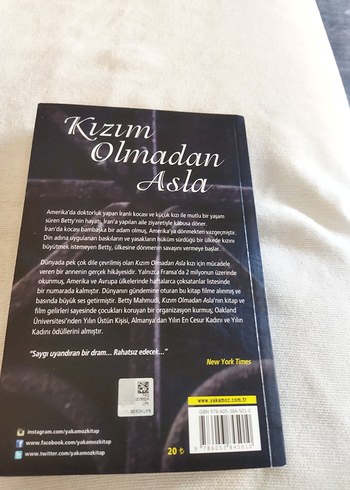 Kızım
Olmadan
Asla
Amerika'da doktorluk yapan İranlı kocası ve küçük kızı ile mutlu bir yaşam
süren Betty'nin hayatı, İran'a yapılan aile ziyaretiyle kâbusa döner.
İran'da kocası bambaşka bir adam olmuş, Amerika'ya dönmekten vazgeçmiştir.
Din adına uygulanan baskıların ve yasakların hüküm sürdüğü bir ülkede kızını
büyütmek istemeyen Betty, ülkesine dönmenin savaşını vermeye başlar...
Dünyada pek çok dile çevrilmiş olan Kızım Olmadan Asla kızı için mücadele
veren bir annenin gerçek hikâyesidir. Yalnızca Fransa'da 2 milyonun üzerinde
okunmuş, Amerika ve Avrupa ülkelerinde haftalarca çoksatanlar listesinde
bir numarada kalmıştır. Dünyanın gündemine oturan bu kitap filme alınmış ve
basında büyük ses getirmiştir. Betty Mahmudi, Kızım Olmadan Asla'nın kitap ve
film gelirleri sayesinde çocukları koruyan bir organizasyon kurmuş, Oakland
Üniversitesi'nden Yılın Üstün Kişisi, Almanya'dan Yılın En Cesur Kadını ve Yılın
Kadını ödüllerini almıştır.
"Saygı uyandıran bir dram... Rahatsız edecek..."
New York Times
www.yakamoz.com.tr
instagram.com/yakamozkitap
www.facebook.com/yakamozkitap
www.twitter.com/yakamozkitap
20 ₺